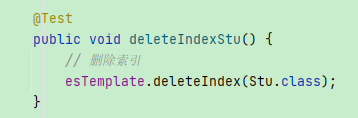 @Test
public void deleteIndexStu() {
// 删除索引
esTemplate.deleteIndex(Stu.class);
}